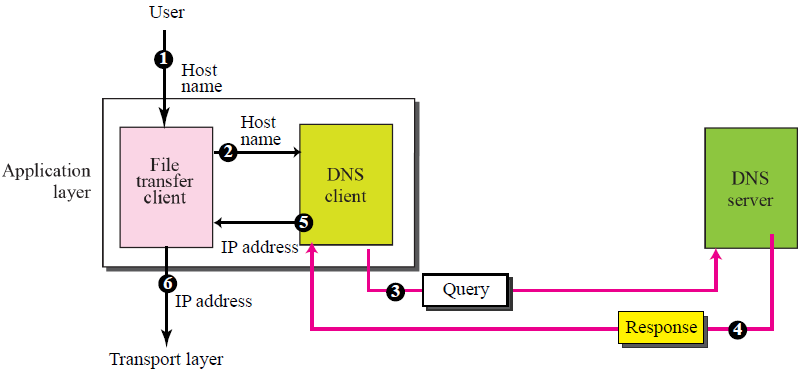 User
1
Host
name
Application
layer
File
transfer
client
2
Host
name
DNS
client
5
IP address
DNS
server
3
Query
Response
4
6
IP address
Transport layer